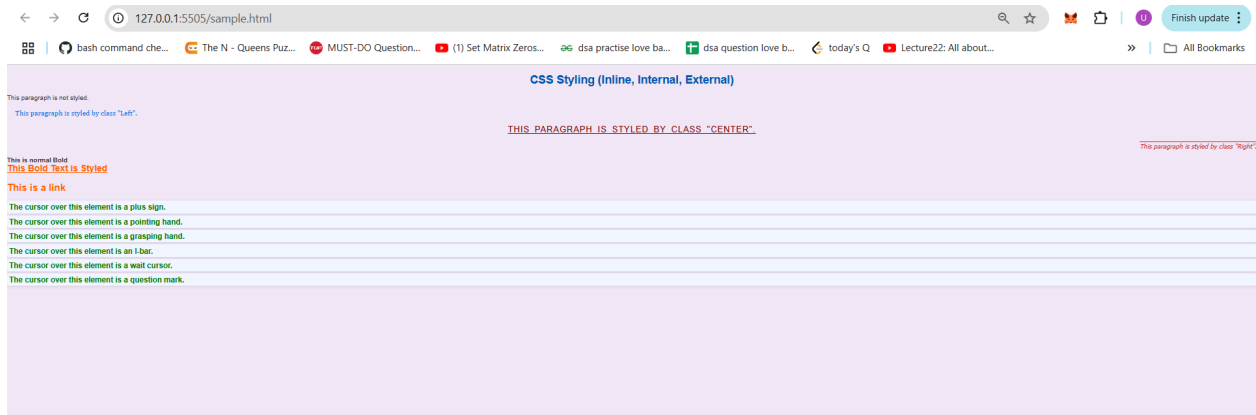 127.0.0.1:5505/sample.html
U
Finish update
bash command che...
The N - Queens Puz...
MUST-DO Question...
(1) Set Matrix Zeros...
dsa practise love ba...
dsa question love b...
today's Q
Lecture22: All about...
»
All Bookmarks
CSS Styling (Inline, Internal, External)
This paragraph is not styled.
This paragraph is styled by class "Left".
THIS PARAGRAPH IS STYLED BY CLASS "CENTER".
This paragraph is styled by class "Right".
This is normal Bold
This Bold Text is Styled
This is a link
The cursor over this element is a plus sign.
The cursor over this element is a pointing hand.
The cursor over this element is a grasping hand.
The cursor over this element is an I-bar.
The cursor over this element is a wait cursor.
The cursor over this element is a question mark.